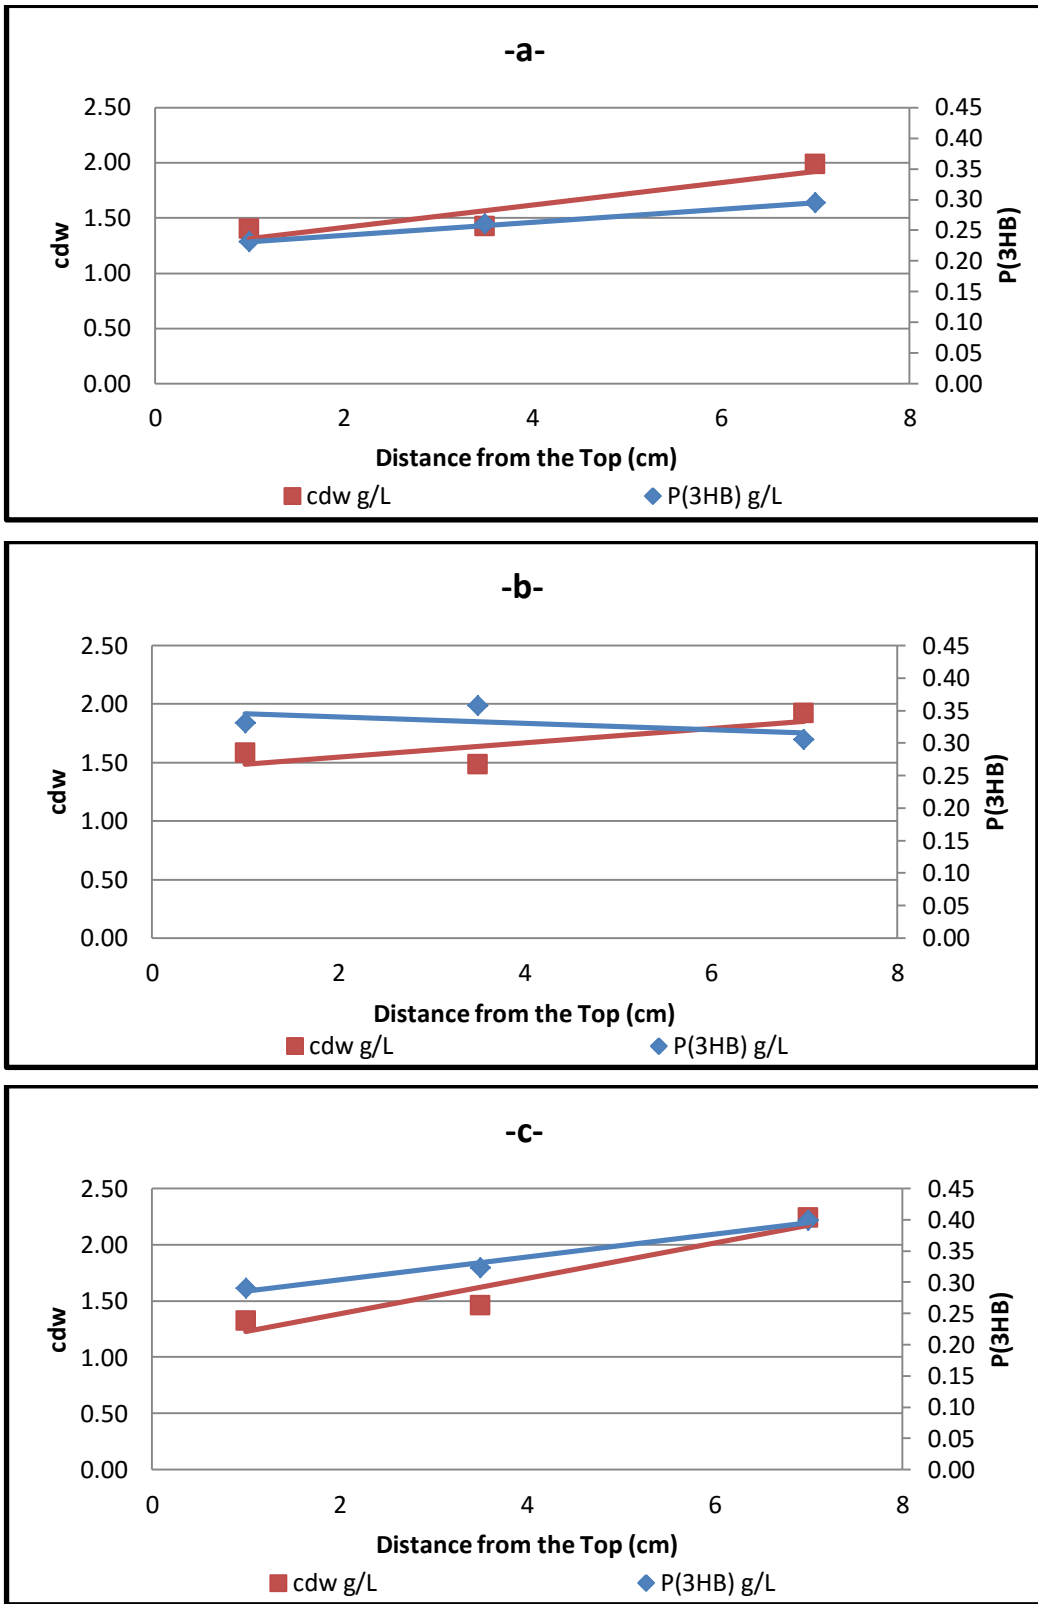 -a-
2.50
2.00
1.50
1.00
0.50
0.00
cdw
0.45
0.40
0.35
0.30
0.25
0.20
0.15
0.10
0.05
0.00
P(3HB)
0 2 4 6 8
Distance from the Top (cm)
cdw g/L P(3HB) g/L
-b-
2.50
2.00
1.50
1.00
0.50
0.00
cdw
0.45
0.40
0.35
0.30
0.25
0.20
0.15
0.10
0.05
0.00
P(3HB)
0 2 4 6 8
Distance from the Top (cm)
cdw g/L P(3HB) g/L
-c-
2.50
2.00
1.50
1.00
0.50
0.00
cdw
0.45
0.40
0.35
0.30
0.25
0.20
0.15
0.10
0.05
0.00
P(3HB)
0 2 4 6 8
Distance from the Top (cm)
cdw g/L P(3HB) g/L